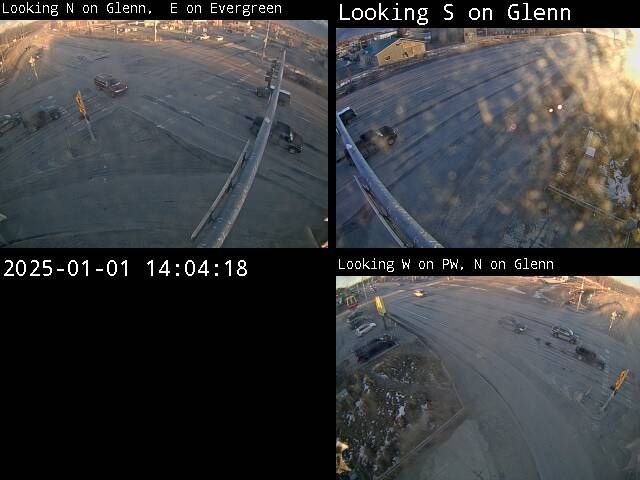 Looking N on Glenn,  E on Evergreen
Looking S on Glenn
2025-01-01 14:04:18
Looking W on PW, N on Glenn